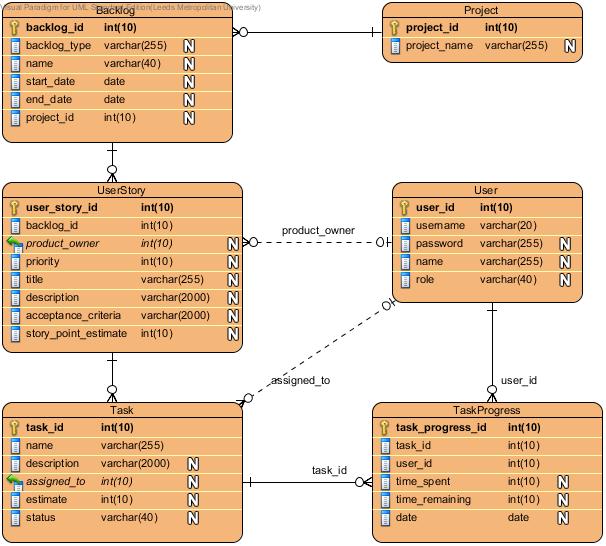 Visual Paradigm for UML Standard Edition(Leeds Metropolitan University)
Backlog
backlog_id int(10)
backlog_type varchar(255) N
name varchar(40) N
start_date date N
end_date date N
project_id int(10) N
Project
project_id int(10)
project_name varchar(255) N
UserStory
user_story_id int(10)
backlog_id int(10)
product_owner int(10) N
priority int(10) N
title varchar(255) N
description varchar(2000) N
acceptance_criteria varchar(2000) N
story_point_estimate int(10) N
product_owner
User
user_id int(10)
username varchar(20)
password varchar(255) N
name varchar(255) N
role varchar(40) N
assigned_to
user_id
Task
task_id int(10)
name varchar(255)
description varchar(2000) N
assigned_to int(10) N
estimate int(10) N
status varchar(40) N
task_id
TaskProgress
task_progress_id int(10)
task_id int(10)
user_id int(10)
time_spent int(10) N
time_remaining int(10) N
date date N